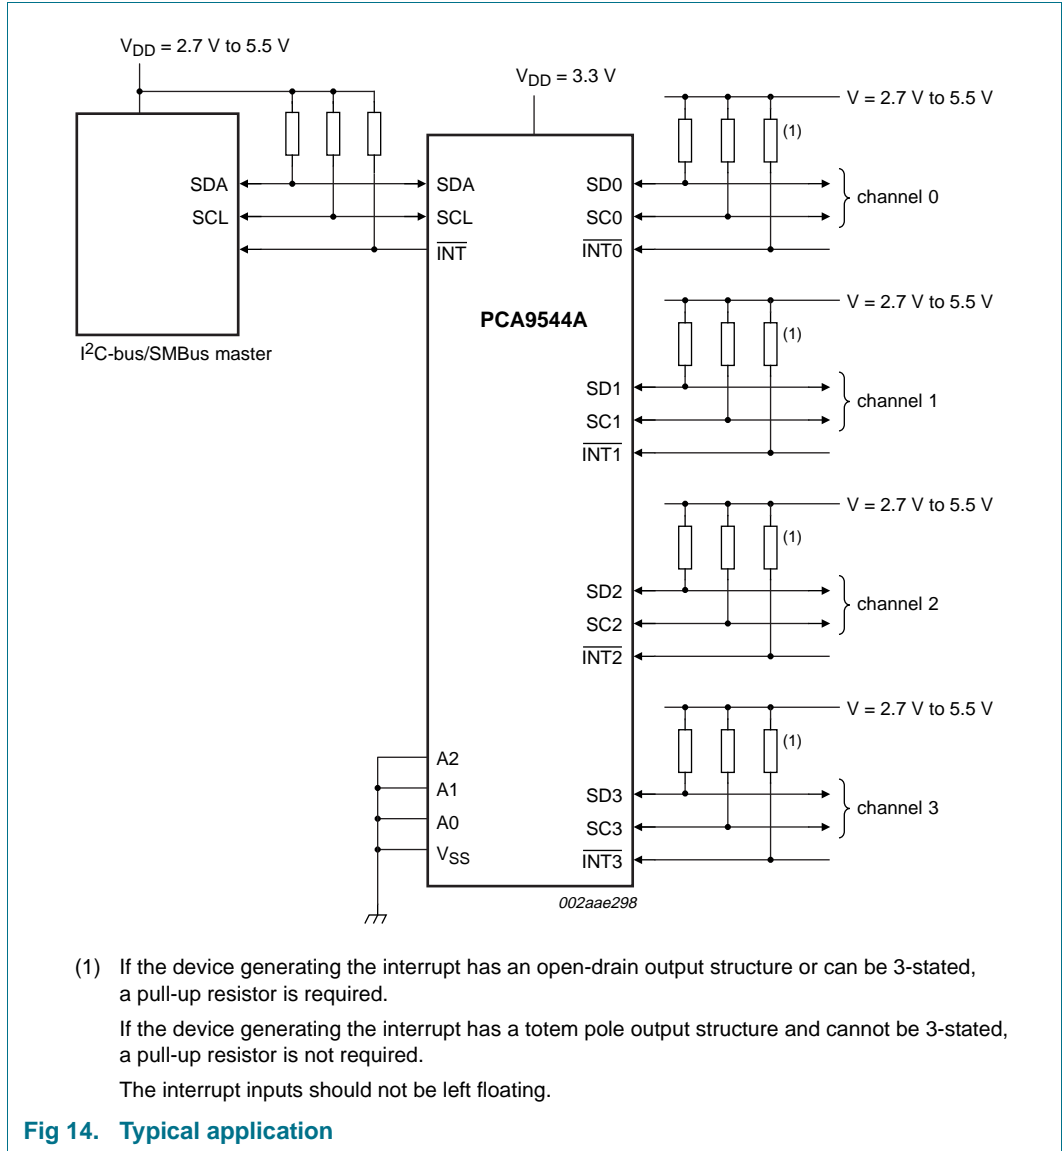 V_DD = 2.7 V to 5.5 V
V_DD = 3.3 V
V = 2.7 V to 5.5 V
(1)
SDA
SCL
I²C-bus/SMBus master
SDA
SCL
INT
PCA9544A
SD0
SC0
INT0
channel 0
V = 2.7 V to 5.5 V
(1)
SD1
SC1
INT1
channel 1
V = 2.7 V to 5.5 V
(1)
SD2
SC2
INT2
channel 2
V = 2.7 V to 5.5 V
(1)
SD3
SC3
INT3
channel 3
A2
A1
A0
V_SS
002aae298
(1) If the device generating the interrupt has an open-drain output structure or can be 3-stated,
a pull-up resistor is required.
If the device generating the interrupt has a totem pole output structure and cannot be 3-stated,
a pull-up resistor is not required.
The interrupt inputs should not be left floating.
Fig 14. Typical application